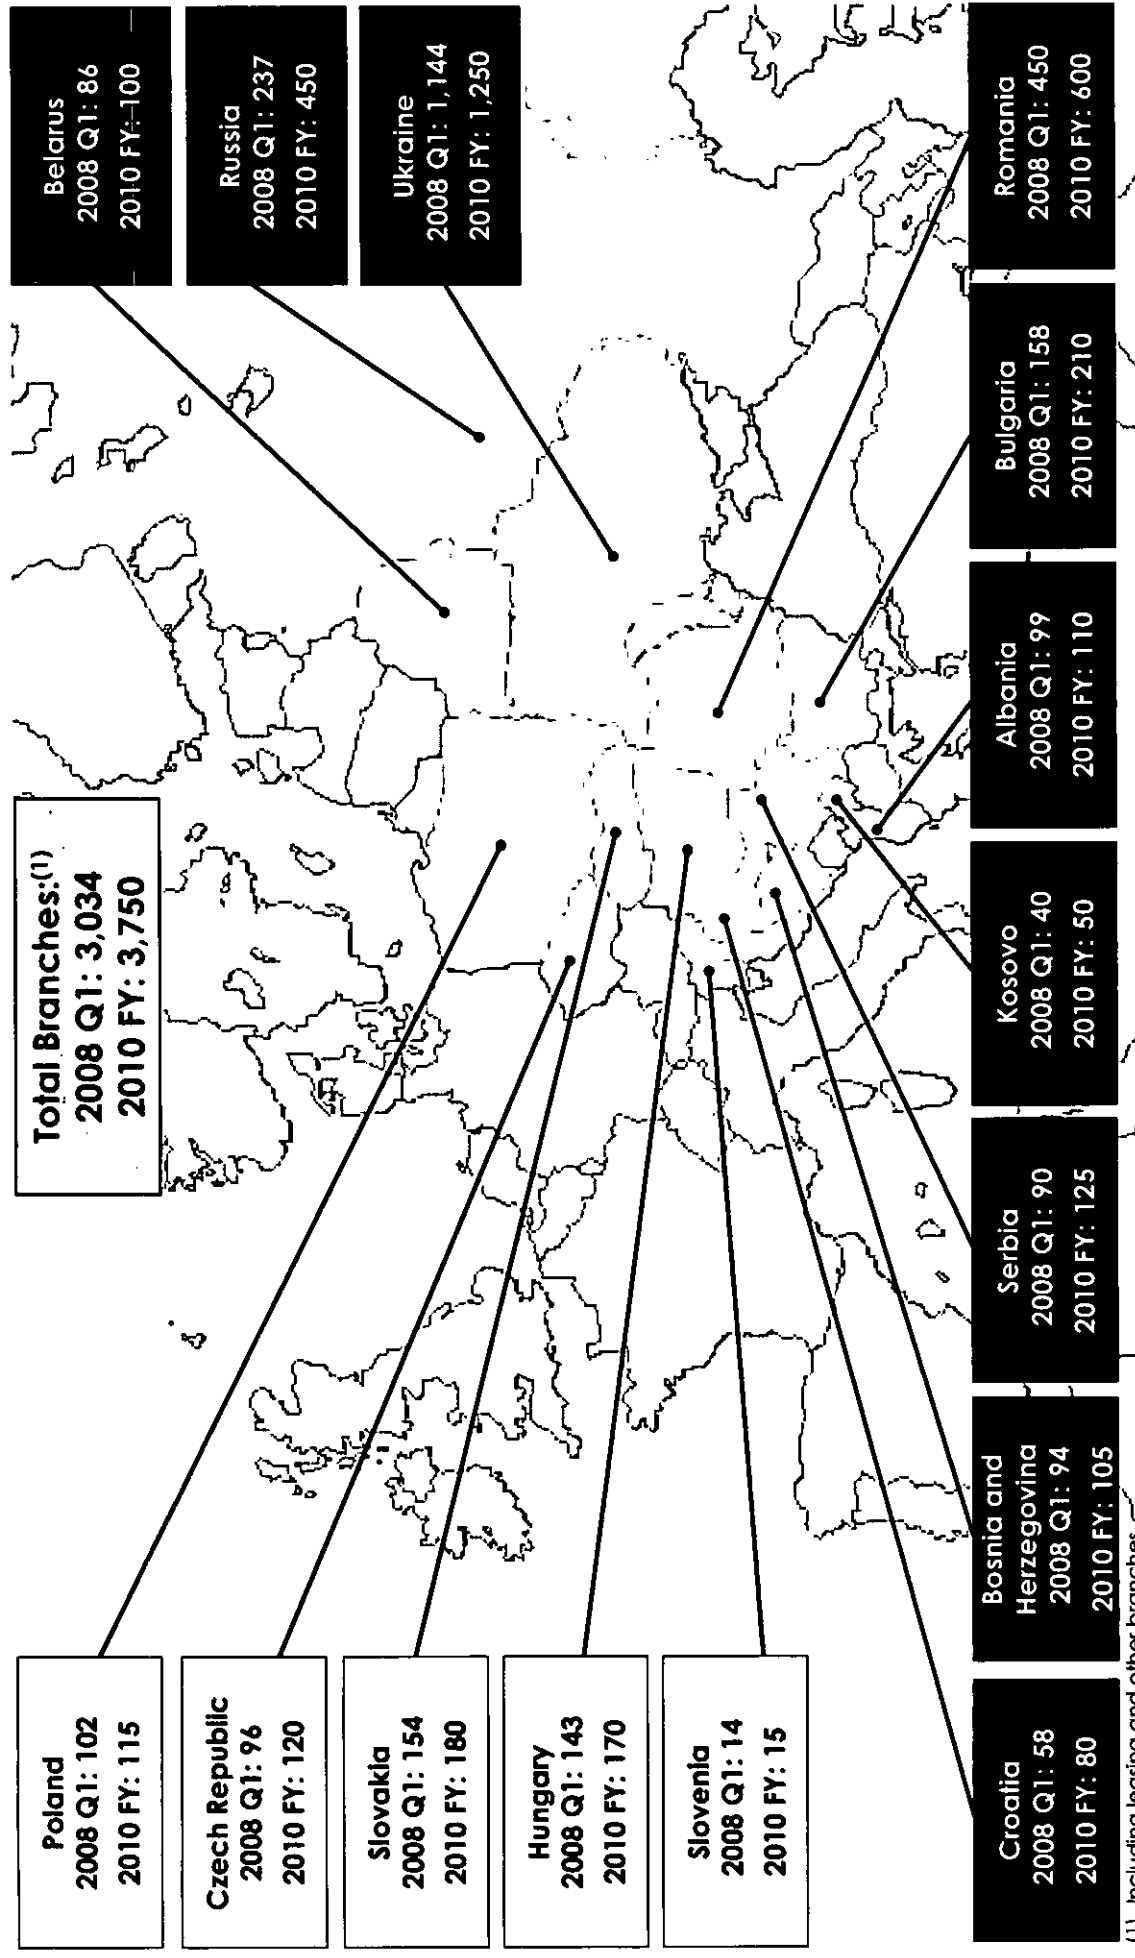 Total Branches:(1)
2008 Q1: 3,034
2010 FY: 3,750
Poland
2008 Q1: 102
2010 FY: 115
Czech Republic
2008 Q1: 96
2010 FY: 120
Slovakia
2008 Q1: 154
2010 FY: 180
Hungary
2008 Q1: 143
2010 FY: 170
Slovenia
2008 Q1: 14
2010 FY: 15
Belarus
2008 Q1: 86
2010 FY: 100
Russia
2008 Q1: 237
2010 FY: 450
Ukraine
2008 Q1: 1,144
2010 FY: 1,250
Croatia
2008 Q1: 58
2010 FY: 80
Bosnia and
Herzegovina
2008 Q1: 94
2010 FY: 105
Serbia
2008 Q1: 90
2010 FY: 125
Kosovo
2008 Q1: 40
2010 FY: 50
Albania
2008 Q1: 99
2010 FY: 110
Bulgaria
2008 Q1: 158
2010 FY: 210
Romania
2008 Q1: 450
2010 FY: 600
(1) Including leasing and other branches